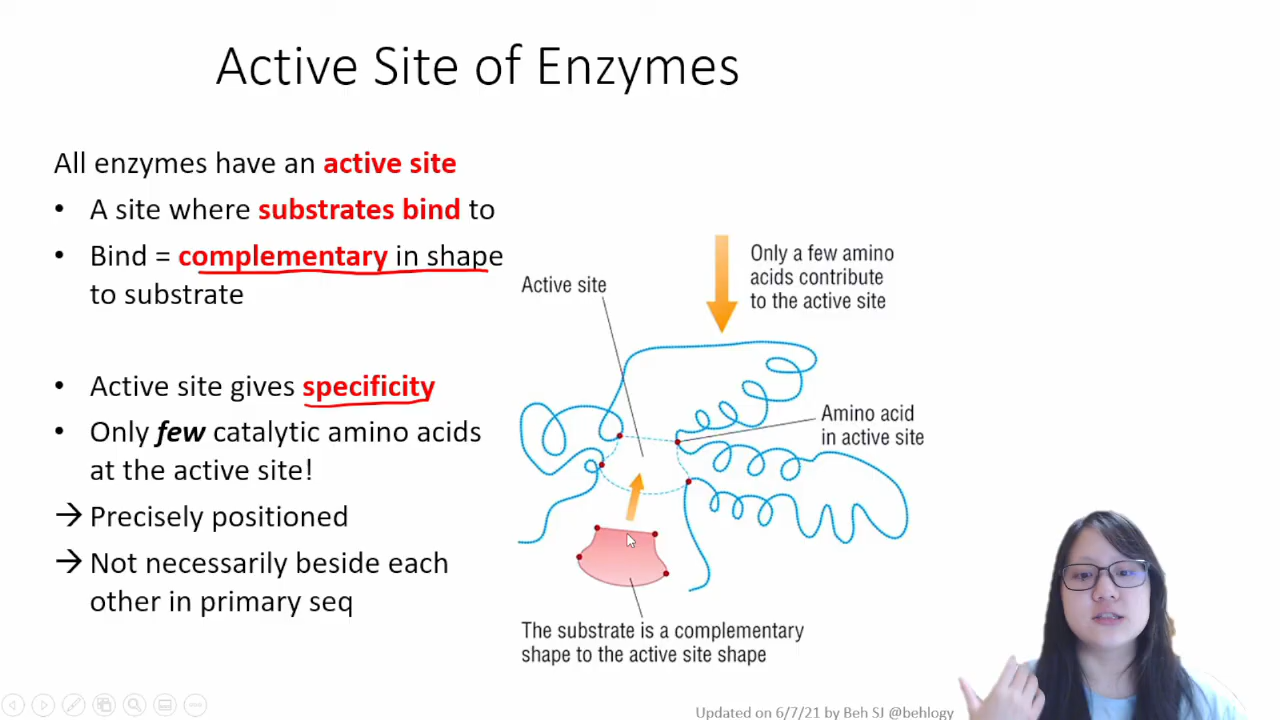 Active Site of Enzymes
All enzymes have an active site
• A site where substrates bind to
• Bind = complementary in shape
to substrate
• Active site gives specificity
• Only few catalytic amino acids
at the active site!
→ Precisely positioned
→ Not necessarily beside each
other in primary seq
Only a few amino
acids contribute
to the active site
Active site
Amino acid
in active site
The substrate is a complementary
shape to the active site shape
Updated on 6/7/21 by Beh SJ @behlogy